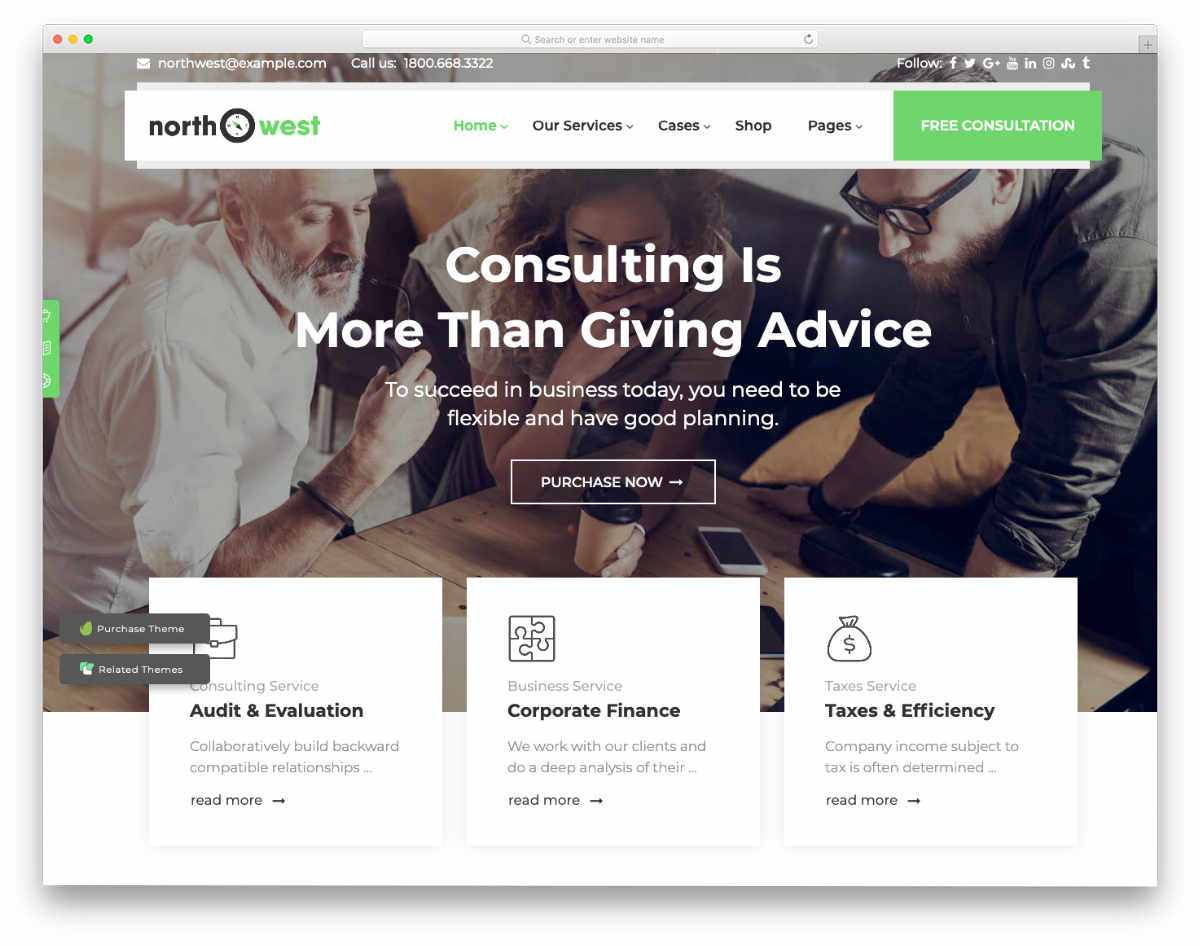 Search or enter website name
northwest@example.com Call us: 1800.668.3322 Follow:
north west
Home Our Services Cases Shop Pages FREE CONSULTATION
Consulting Is
More Than Giving Advice
To succeed in business today, you need to be
flexible and have good planning.
PURCHASE NOW
Purchase Theme
Related Themes
Consulting Service
Audit & Evaluation
Collaboratively build backward
compatible relationships ...
read more
Business Service
Corporate Finance
We work with our clients and
do a deep analysis of their ...
read more
Taxes Service
Taxes & Efficiency
Company income subject to
tax is often determined ...
read more